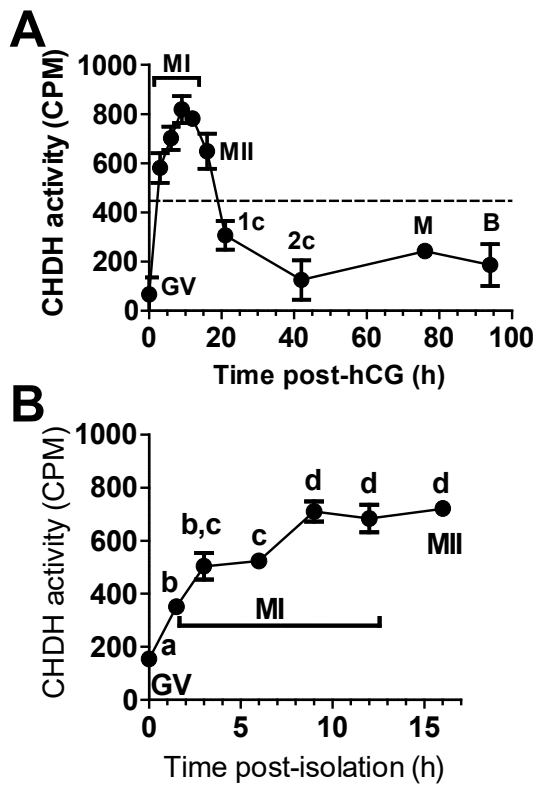 A
CHDH activity (CPM)
1000
800
600
400
200
0
MI
MII
1c
2c
M
B
GV
0
20
40
60
80
100
Time post-hCG (h)
B
CHDH activity (CPM)
1000
800
600
400
200
0
d
d
d
b,c
c
b
MII
MI
a
GV
0
5
10
15
Time post-isolation (h)